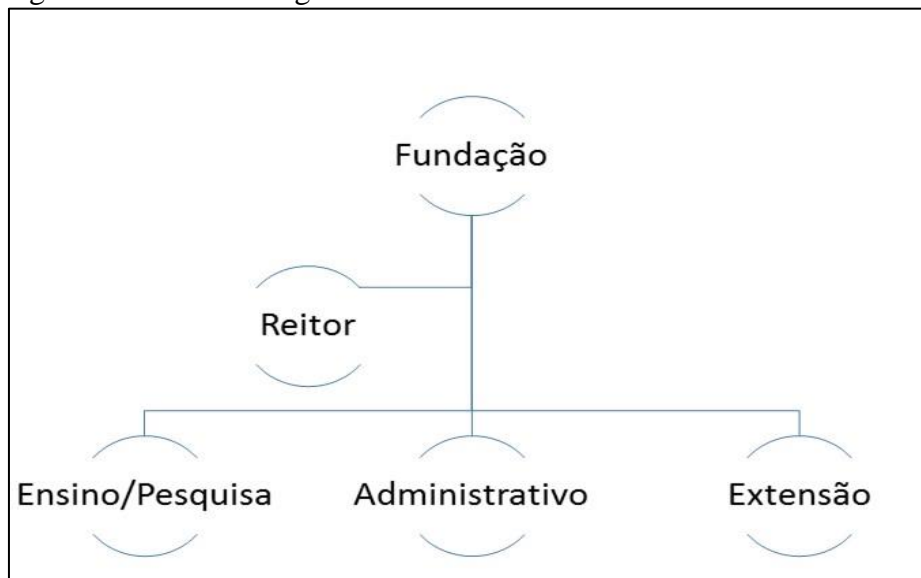 Fundação
Reitor
Ensino/Pesquisa
Administrativo
Extensão